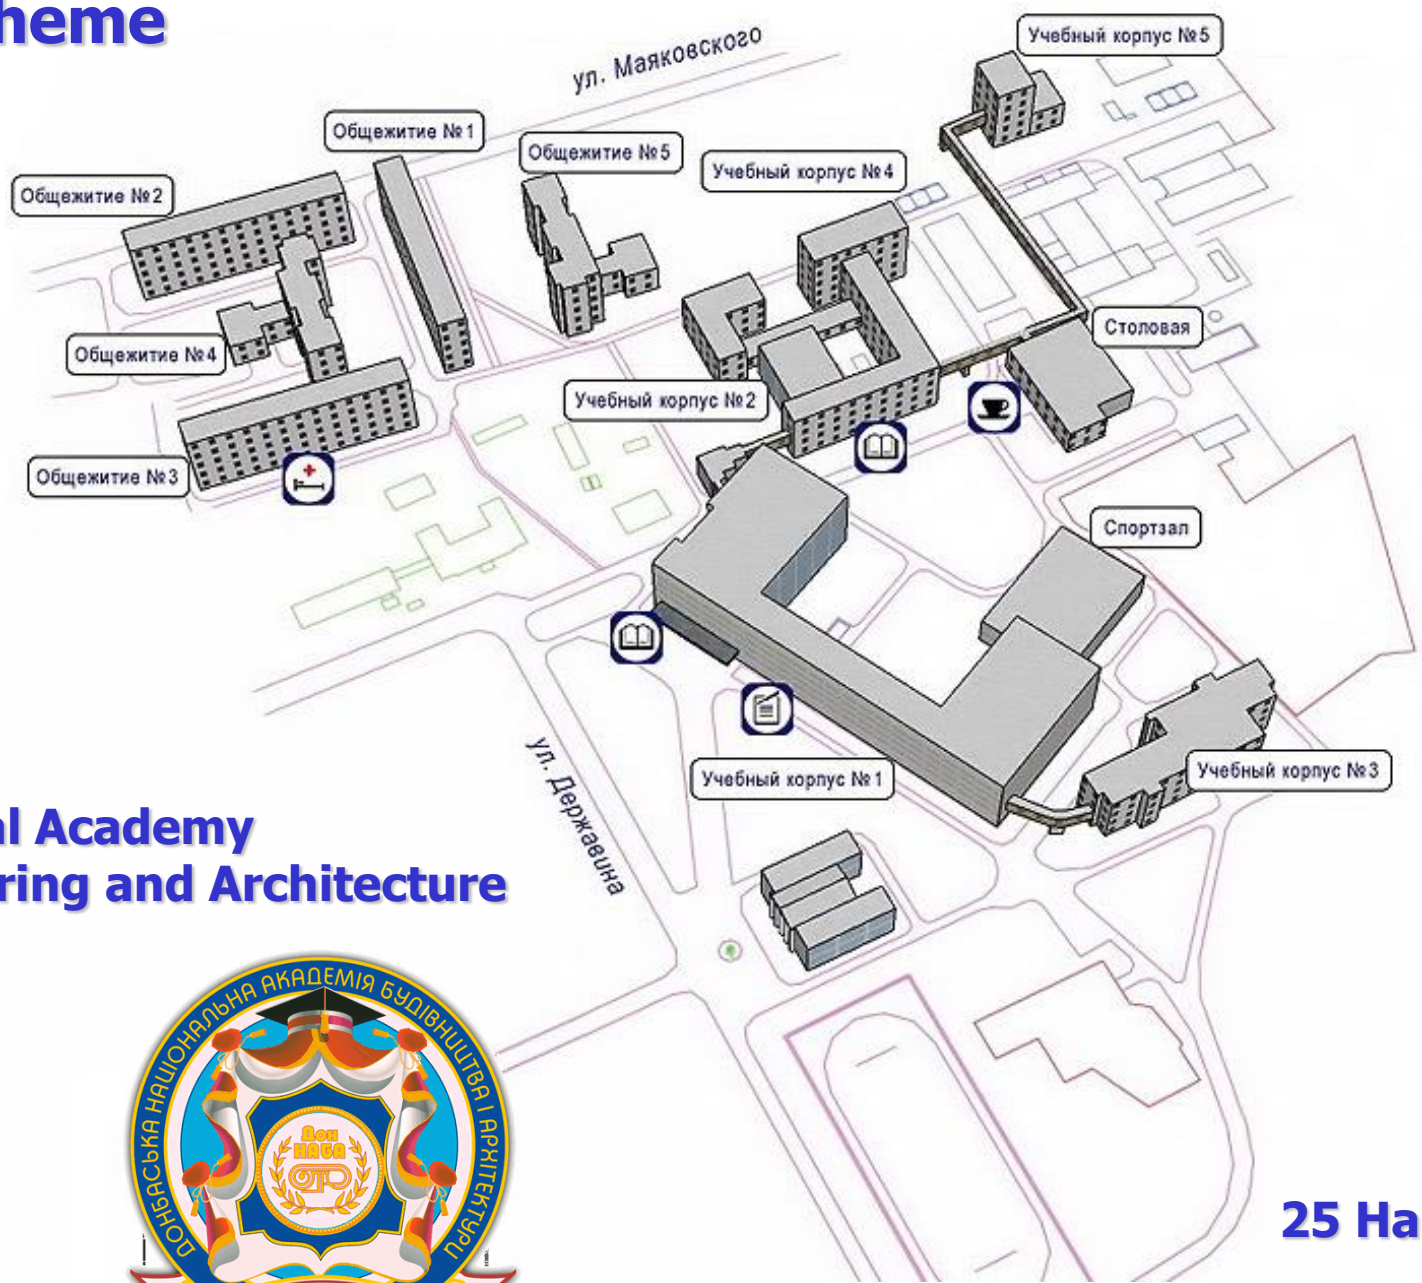 heme
ул. Маяковского
Учебный корпус №5
Общежитие №1
Общежитие №5
Учебный корпус №4
Общежитие №2
Столовая
Общежитие №4
Учебный корпус №2
Общежитие №3
Спортзал
Учебный корпус №1
Учебный корпус №3
ул. Державина
al Academy
ring and Architecture
ДОНБАСЬКА НАЦІОНАЛЬНА АКАДЕМІЯ БУДІВНИЦТВА І АРХІТЕКТУРИ
Дон
НАБА
25 Ha